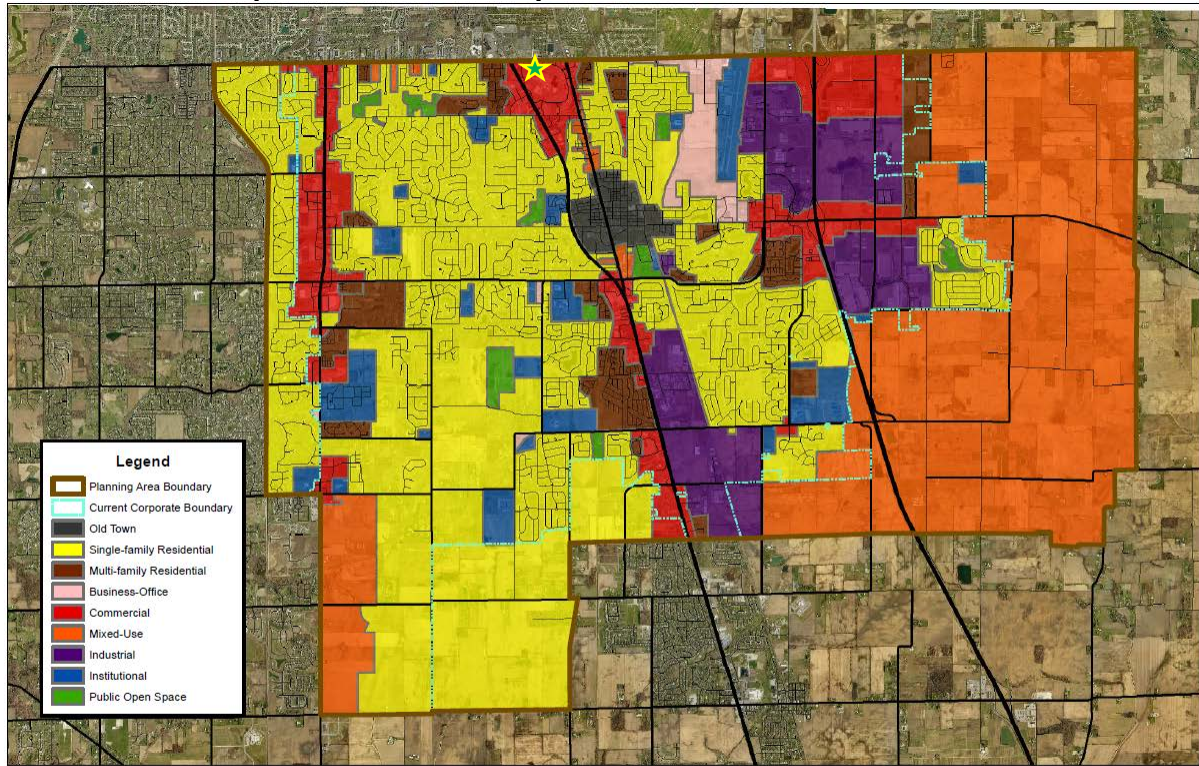 Legend
Planning Area Boundary
Current Corporate Boundary
Old Town
Single-family Residential
Multi-family Residential
Business-Office
Commercial
Mixed-Use
Industrial
Institutional
Public Open Space